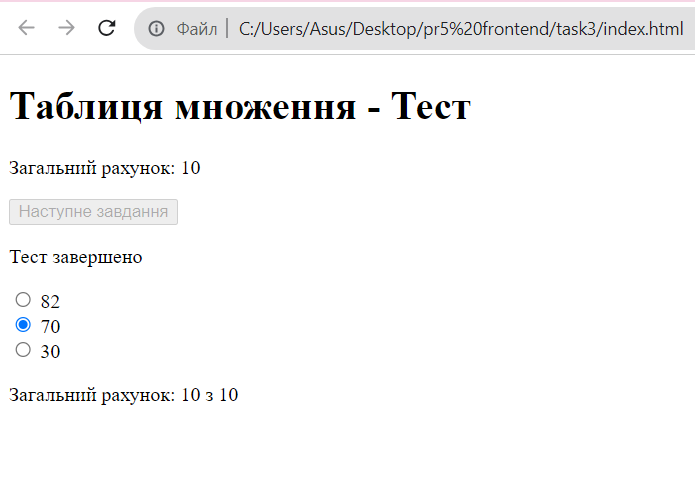 Файл C:/Users/Asus/Desktop/pr5%20frontend/task3/index.html
Таблиця множення - Тест
Загальний рахунок: 10
Наступне завдання
Тест завершено
82
70
30
Загальний рахунок: 10 з 10